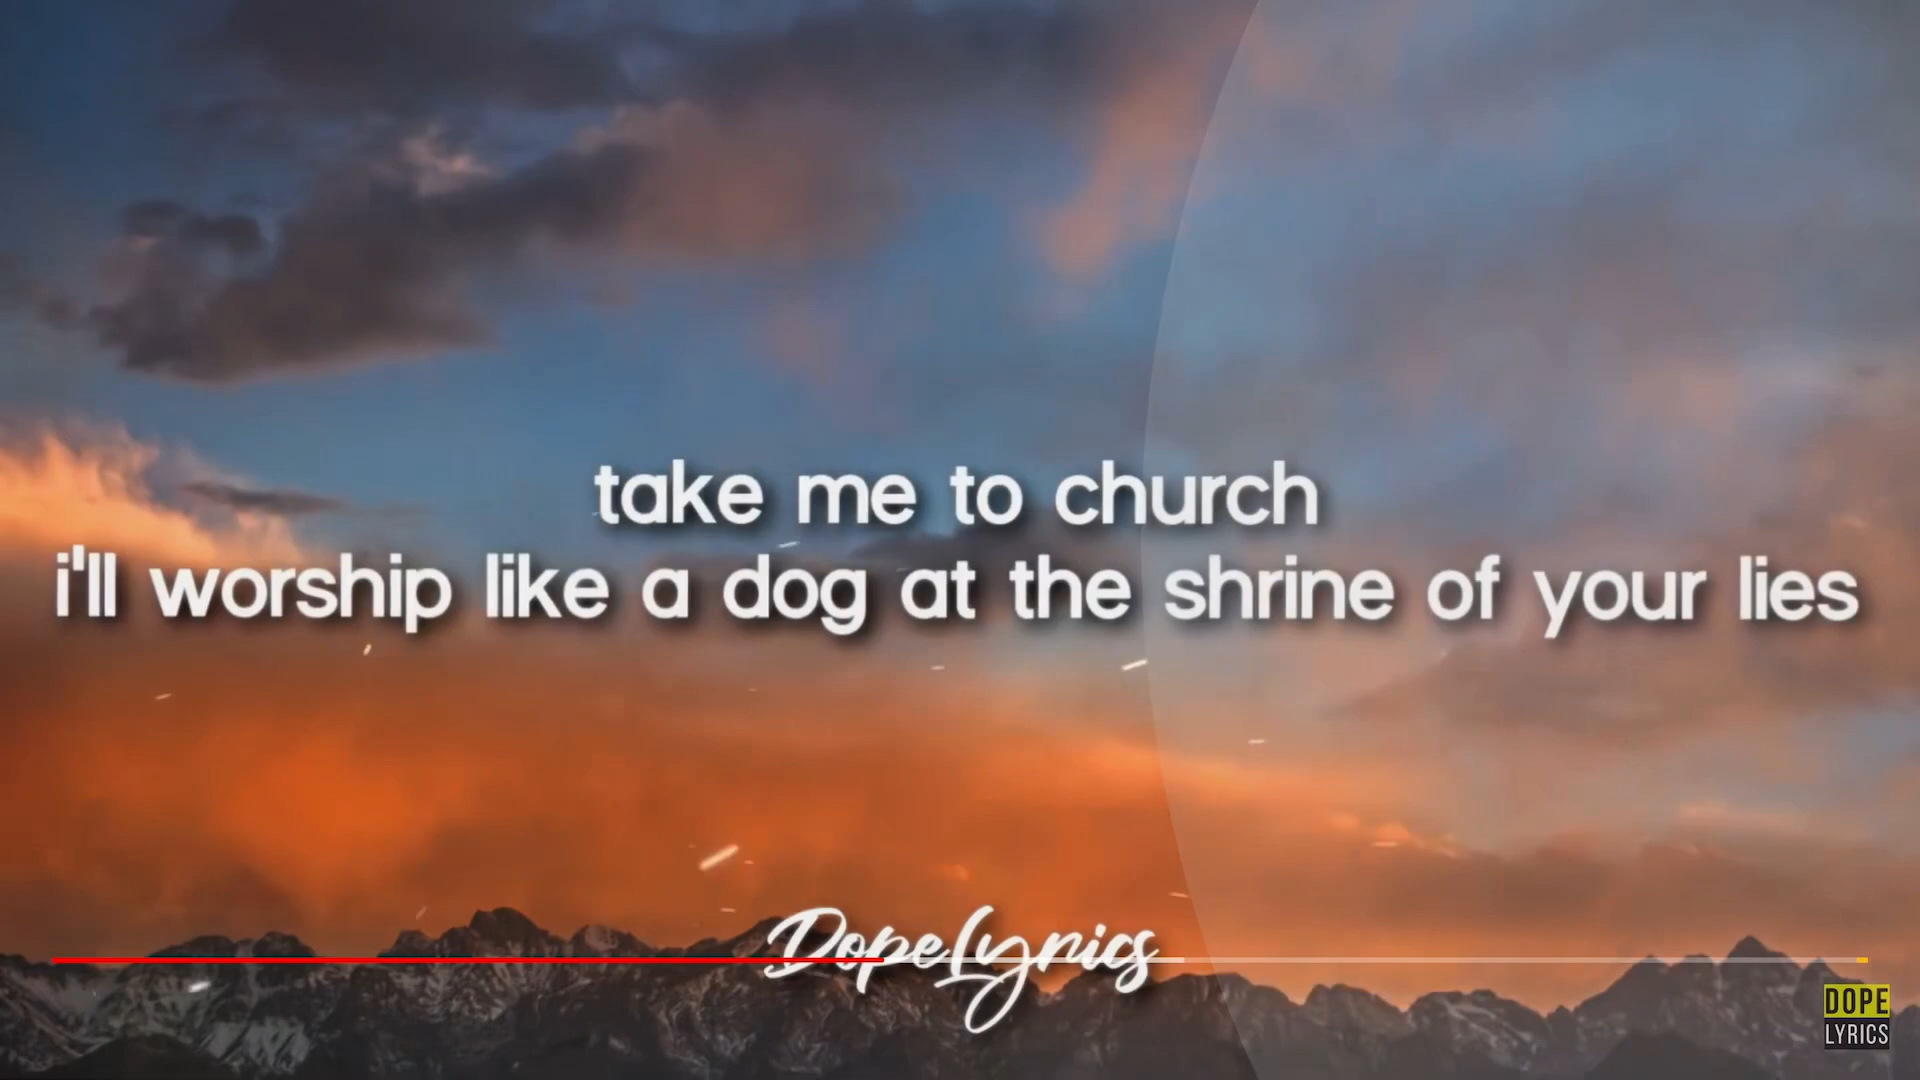 take me to church
i'll worship like a dog at the shrine of your lies
DopeLyrics
DOPE
LYRICS